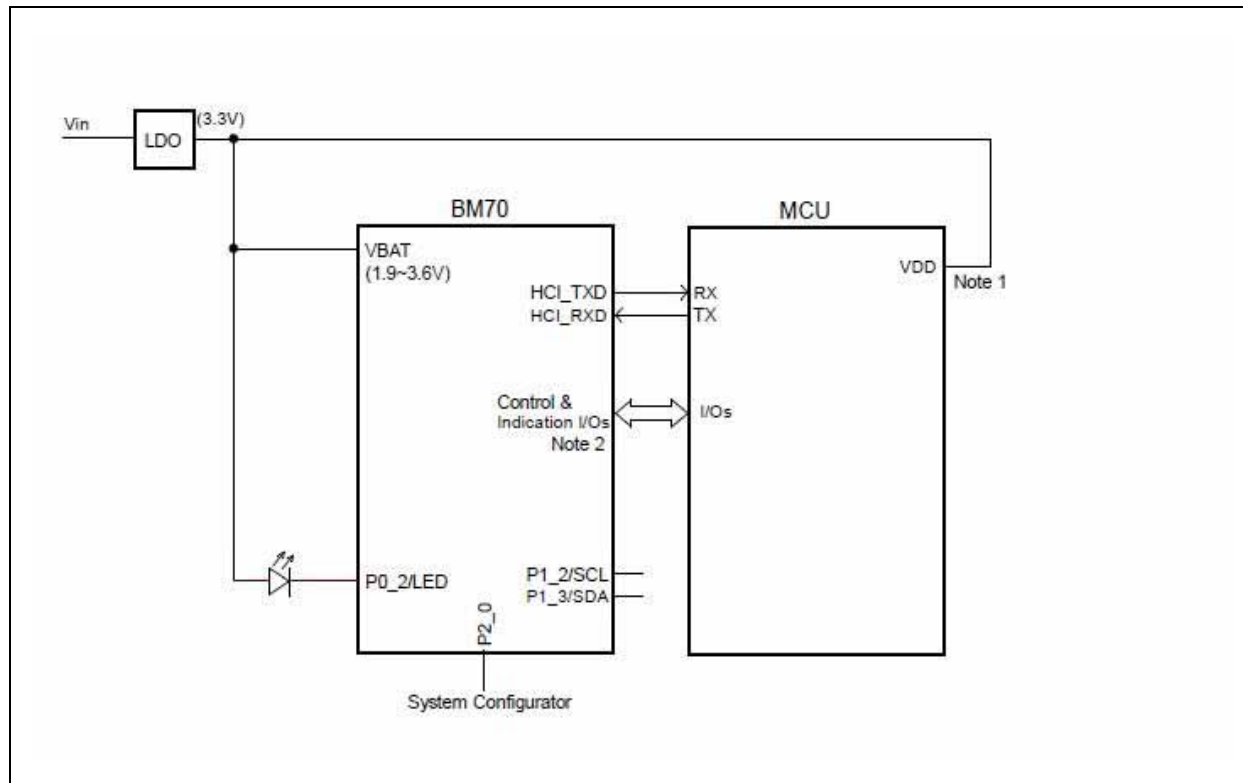 Vin
LDO
(3.3V)
BM70
MCU
VBAT
(1.9~3.6V)
VDD
Note 1
HCI_TXD
RX
HCI_RXD
TX
Control &
Indication I/Os
Note 2
I/Os
P0_2/LED
P1_2/SCL
P1_3/SDA
P2_0
System Configurator